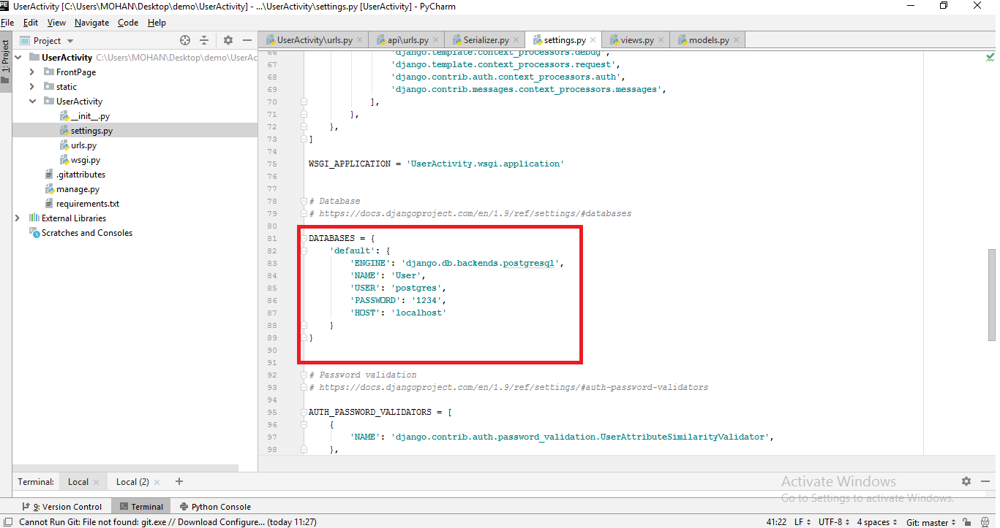 UserActivity [C:\Users\MOHAN\Desktop\demo\UserActivity] - ...\UserActivity\settings.py [UserActivity] - PyCharm
File Edit View Navigate Code Help
1: Project
Project
UserActivity C:\Users\MOHAN\Desktop\demo\UserAc
FrontPage
static
UserActivity
__init__.py
settings.py
urls.py
wsgi.py
.gitattributes
manage.py
requirements.txt
External Libraries
Scratches and Consoles
UserActivity\urls.py api\urls.py Serializer.py settings.py views.py models.py
66 'django.template.context_processors.debug',
67 'django.template.context_processors.request',
68 'django.contrib.auth.context_processors.auth',
69 'django.contrib.messages.context_processors.messages',
70 ],
71 },
72 },
73 ]
74
75 WSGI_APPLICATION = 'UserActivity.wsgi.application'
76
77
78 # Database
79 # https://docs.djangoproject.com/en/1.9/ref/settings/#databases
80
81 DATABASES = {
82 'default': {
83 'ENGINE': 'django.db.backends.postgresql',
84 'NAME': 'User',
85 'USER': 'postgres',
86 'PASSWORD': '1234',
87 'HOST': 'localhost'
88 }
89 }
90
91
92 # Password validation
93 # https://docs.djangoproject.com/en/1.9/ref/settings/#auth-password-validators
94
95 AUTH_PASSWORD_VALIDATORS = [
96 {
97 'NAME': 'django.contrib.auth.password_validation.UserAttributeSimilarityValidator',
98 },
Terminal: Local Local (2) +
Activate Windows
Go to Settings to activate Windows.
9: Version Control Terminal Python Console
Cannot Run Git: File not found: git.exe // Download Configure... (today 11:27) 41:22 LF UTF-8 4 spaces Git: master